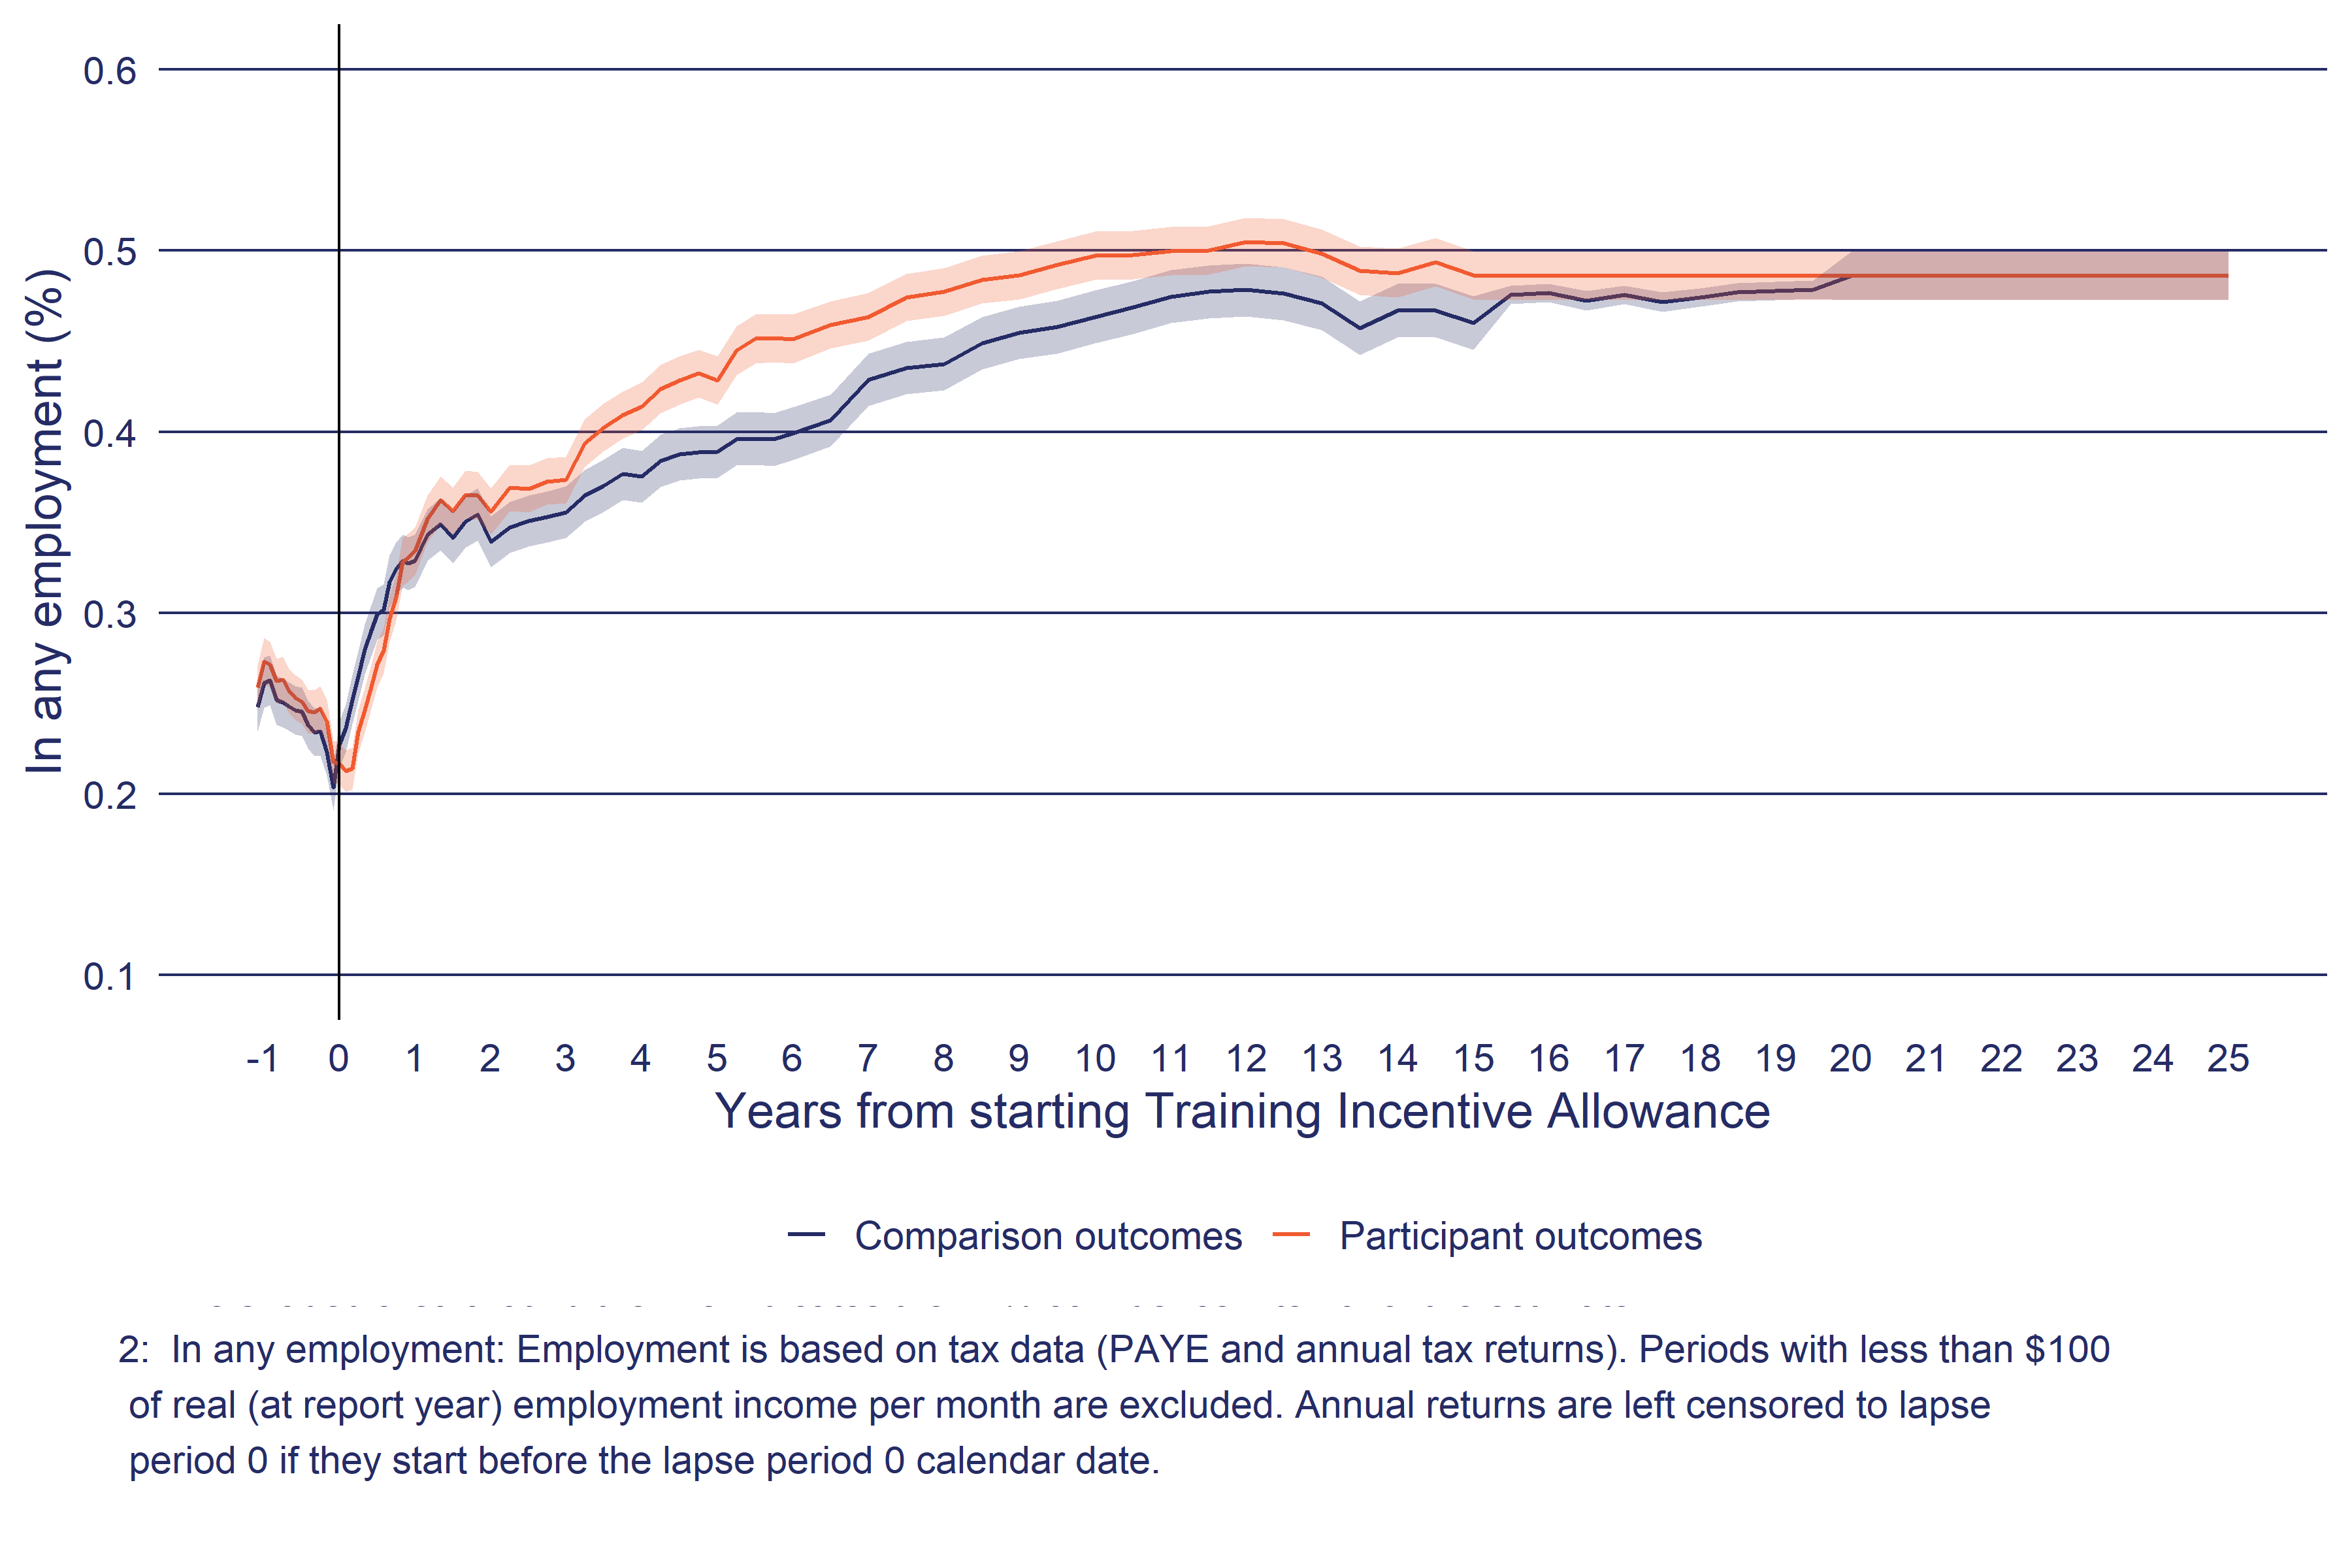 0.6
0.5
0.4
0.3
0.2
0.1
In any employment (%)
-1 0 1 2 3 4 5 6 7 8 9 10 11 12 13 14 15 16 17 18 19 20 21 22 23 24 25
Years from starting Training Incentive Allowance
Comparison outcomes Participant outcomes
2: In any employment: Employment is based on tax data (PAYE and annual tax returns). Periods with less than $100
of real (at report year) employment income per month are excluded. Annual returns are left censored to lapse
period 0 if they start before the lapse period 0 calendar date.